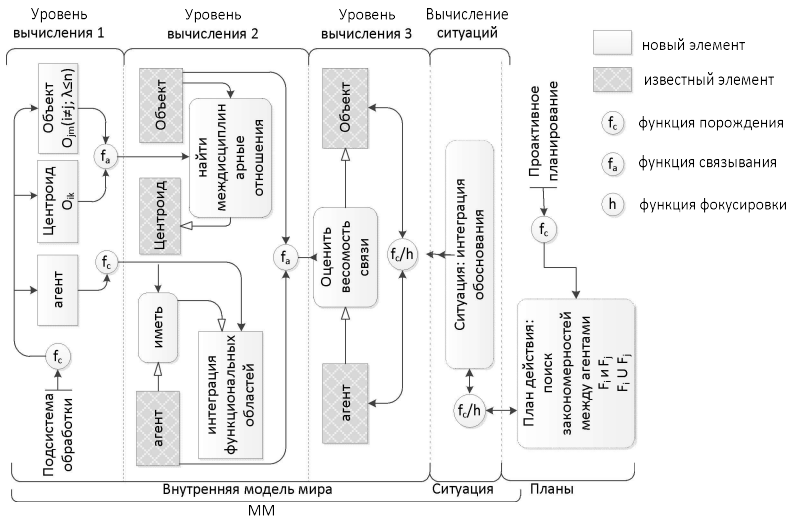 Уровень
вычисления 1
Уровень
вычисления 2
Уровень
вычисления 3
Вычисление
ситуаций
Объект
Ojm(i≠j; λ≤n)
Центроид
Oik
агент
fa
fc
fc
Подсистема
обработки
Объект
найти
междисциплин
арные
отношения
Центроид
иметь
агент
интеграция
функциональных
областей
fa
Объект
Оценить
весомость
связи
агент
fc/h
Ситуация: интеграция
обоснования
fc/h
Проактивное
планирование
fc
План действия:
поиск
закономерностей
между агентами
Fi и Fj
Fi U Fj
новый элемент
известный элемент
fc
функция порождения
fa
функция связывания
h
функция фокусировки
Внутренняя модель мира
Ситуация
Планы
ММ